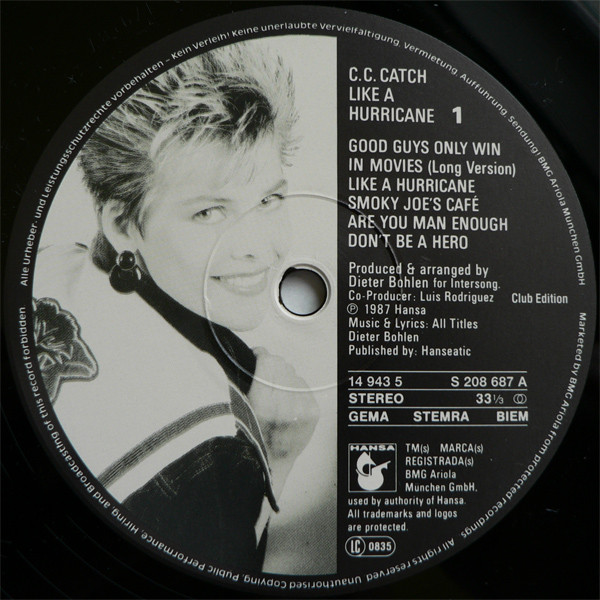 C.C. CATCH
LIKE A
HURRICANE 1
GOOD GUYS ONLY WIN
IN MOVIES (Long Version)
LIKE A HURRICANE
SMOKY JOE'S CAFÉ
ARE YOU MAN ENOUGH
DON'T BE A HERO
Produced & arranged by
Dieter Bohlen for Intersong.
Co-Producer: Luis Rodriguez Club Edition
℗ 1987 Hansa
Music & Lyrics: All Titles
Dieter Bohlen
Published by: Hanseatic
14 943 5 S 208 687 A
STEREO 33 1/3
GEMA STEMRA BIEM
HANSA
TM(s) MARCA(s)
REGISTRADA(s)
BMG Ariola
München GmbH,
used by authority of Hansa.
All trademarks and logos
are protected.
LC 0835
Alle Urheber- und Leistungsschutzrechte vorbehalten – Kein Verleih! Keine unerlaubte Vervielfältigung, Vermietung, Aufführung, Sendung! BMG Ariola München GmbH
Marketed by BMG Ariola from protected recordings. All rights reserved. Unauthorised Copying, Public Performance, Hiring, and Broadcasting of this record forbidden